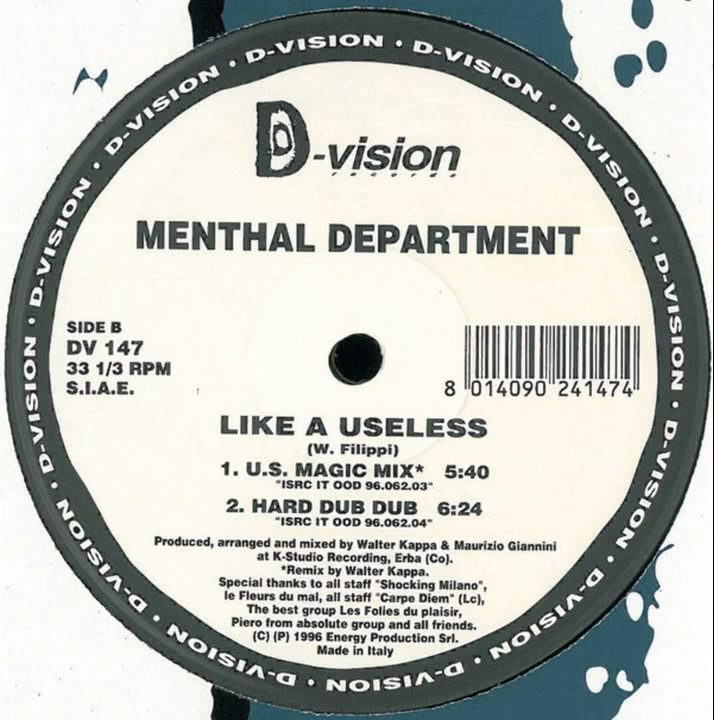 D-VISION • D-VISION • D-VISION • D-VISION • D-VISION • D-VISION • D-VISION • D-VISION • D-VISION • D-VISION • D-VISION • D-VISION • D-VISION •
D-vision
records
MENTHAL DEPARTMENT
SIDE B
DV 147
33 1/3 RPM
S.I.A.E.
8 014090 241474
LIKE A USELESS
(W. Filippi)
1. U.S. MAGIC MIX* 5:40
"ISRC IT OOD 96.062.03"
2. HARD DUB DUB 6:24
"ISRC IT OOD 96.062.04"
Produced, arranged and mixed by Walter Kappa & Maurizio Giannini
at K-Studio Recording, Erba (Co).
*Remix by Walter Kappa.
Special thanks to all staff "Shocking Milano",
le Fleurs du mal, all staff "Carpe Diem" (Lc),
The best group Les Folies du plaisir,
Piero from absolute group and all friends.
(C) (P) 1996 Energy Production Srl.
Made in Italy